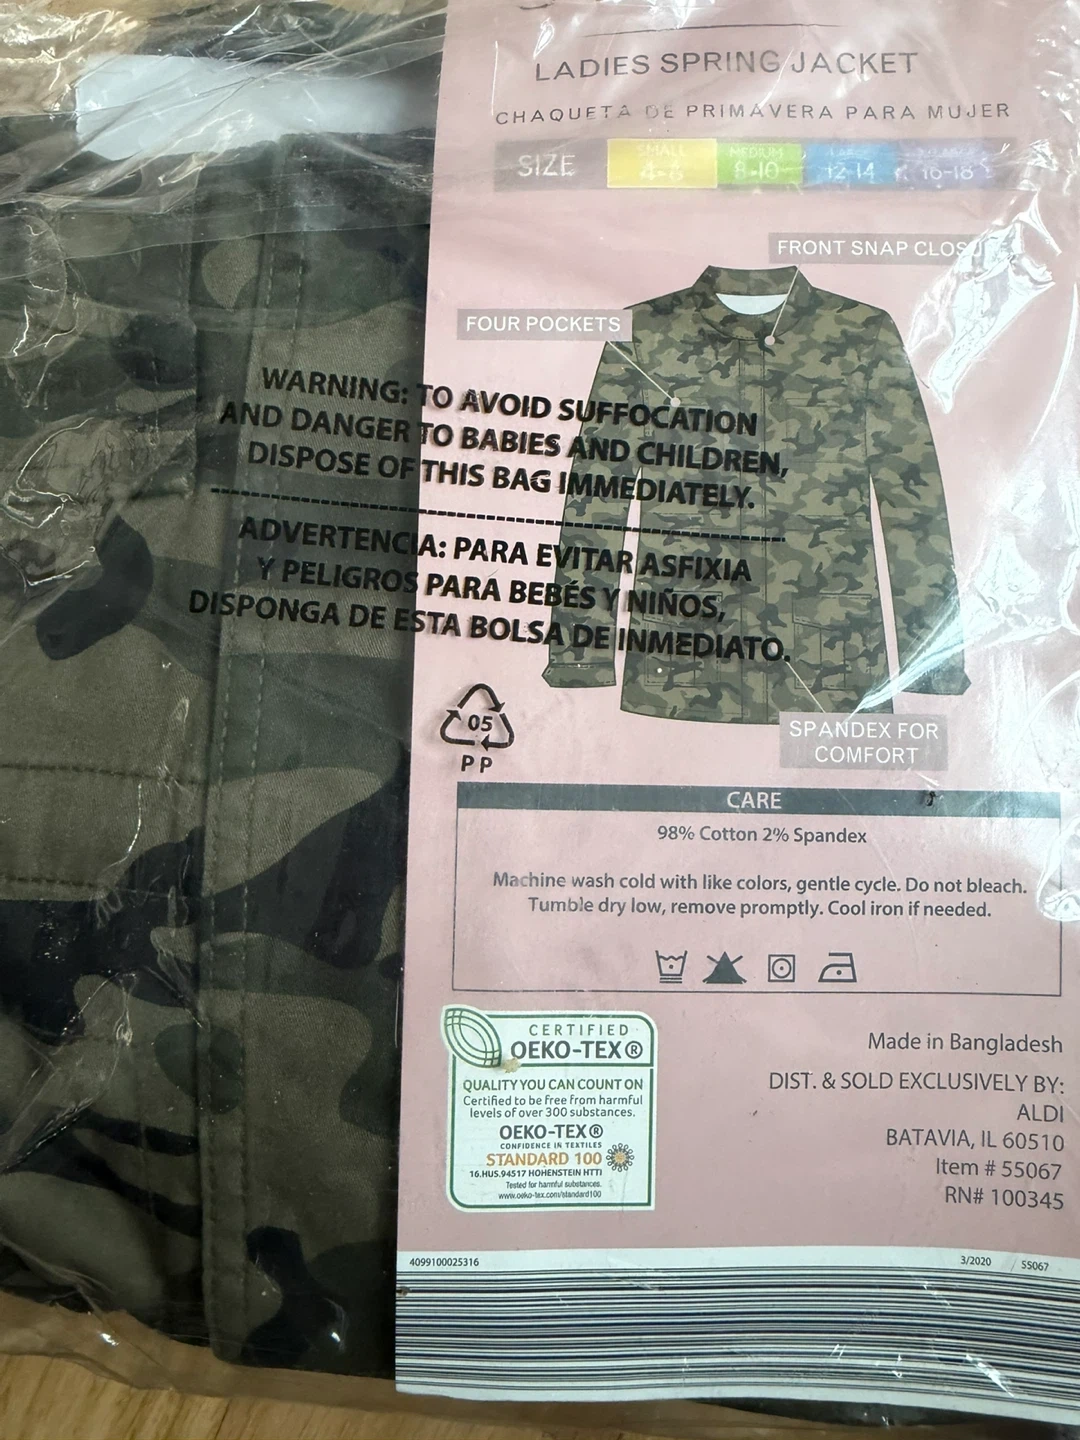 LADIES SPRING JACKET
CHAQUETA DE PRIMAVERA PARA MUJER
SIZE SMALL 4-6 MEDIUM 8-10 LARGE 12-14 16-18
FRONT SNAP CLOSURE
FOUR POCKETS
WARNING: TO AVOID SUFFOCATION
AND DANGER TO BABIES AND CHILDREN,
DISPOSE OF THIS BAG IMMEDIATELY.
ADVERTENCIA: PARA EVITAR ASFIXIA
Y PELIGROS PARA BEBÉS Y NIÑOS,
DISPONGA DE ESTA BOLSA DE INMEDIATO.
05
PP
SPANDEX FOR
COMFORT
CARE
98% Cotton 2% Spandex
Machine wash cold with like colors, gentle cycle. Do not bleach.
Tumble dry low, remove promptly. Cool iron if needed.
CERTIFIED
OEKO-TEX®
QUALITY YOU CAN COUNT ON
Certified to be free from harmful
levels of over 300 substances.
OEKO-TEX®
CONFIDENCE IN TEXTILES
STANDARD 100
16.HUS.94517 HOHENSTEIN HTTI
Tested for harmful substances.
www.oeko-tex.com/standard100
Made in Bangladesh
DIST. & SOLD EXCLUSIVELY BY:
ALDI
BATAVIA, IL 60510
Item # 55067
RN# 100345
4099100025316 3/2020 55067